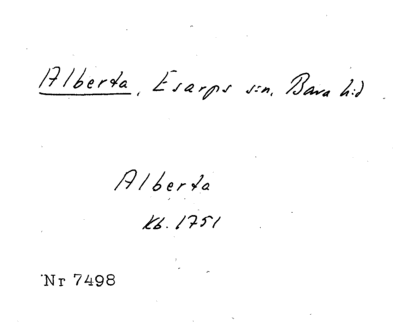 Alberta, Esarps s:n, Bara h:d
Alberta
Kb. 1751
Nr 7498